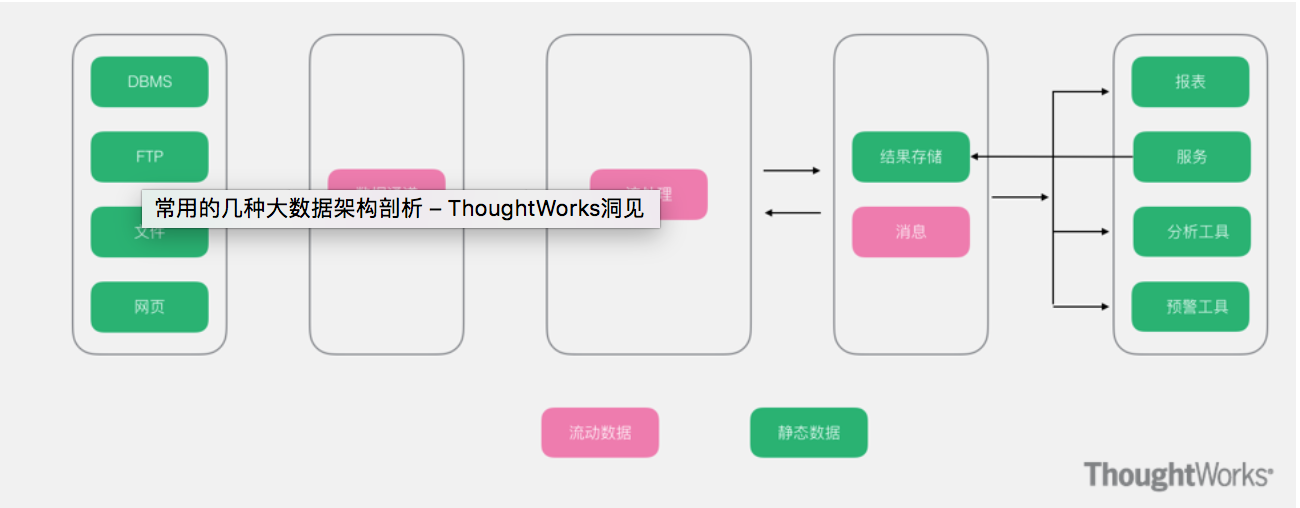 DBMS
FTP
文件
网页
常用的几种大数据架构剖析 – ThoughtWorks洞见
理
结果存储
消息
报表
服务
分析工具
预警工具
流动数据
静态数据
ThoughtWorks®